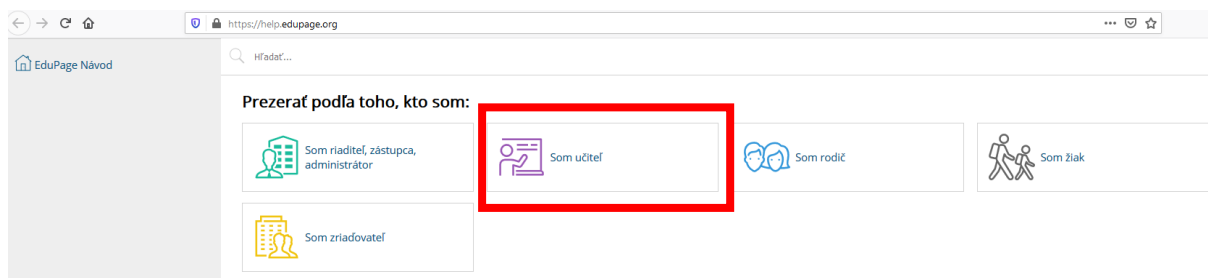 https://help.edupage.org
EduPage Návod
Hľadať...
Prezerať podľa toho, kto som:
Som riaditeľ, zástupca,
administrátor
Som učiteľ
Som rodič
Som žiak
Som zriaďovateľ